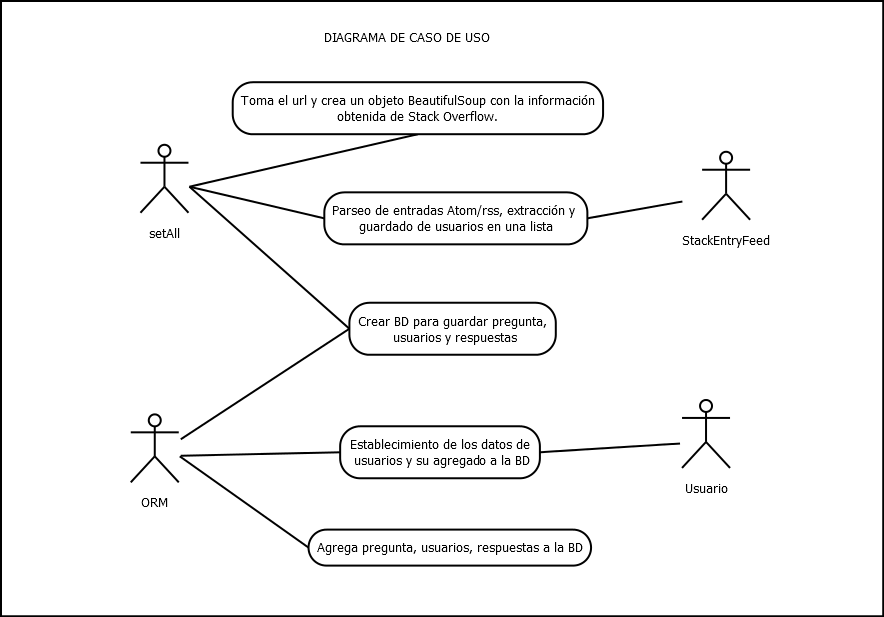 DIAGRAMA DE CASO DE USO
Toma el url y crea un objeto BeautifulSoup con la información
obtenida de Stack Overflow.
setAll
Parseo de entradas Atom/rss, extracción y
guardado de usuarios en una lista
StackEntryFeed
Crear BD para guardar pregunta,
usuarios y respuestas
ORM
Establecimiento de los datos de
usuarios y su agregado a la BD
Usuario
Agrega pregunta, usuarios, respuestas a la BD